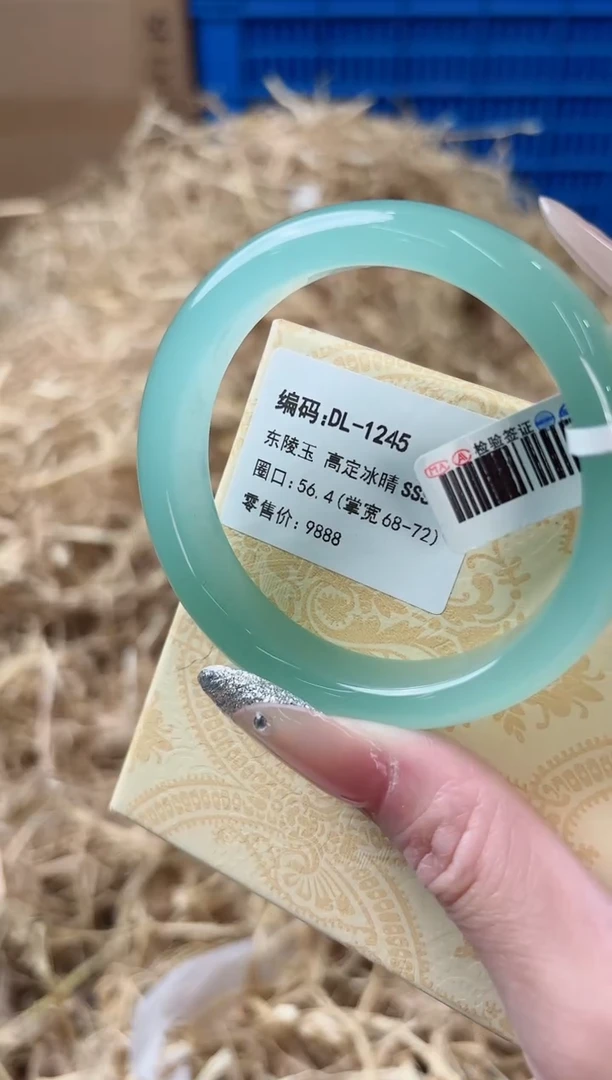 编码:DL-1245
东陵玉 高定冰晴 SSS
圈口:56.4(掌宽68-72)
零售价:9888
MA A 检验签证